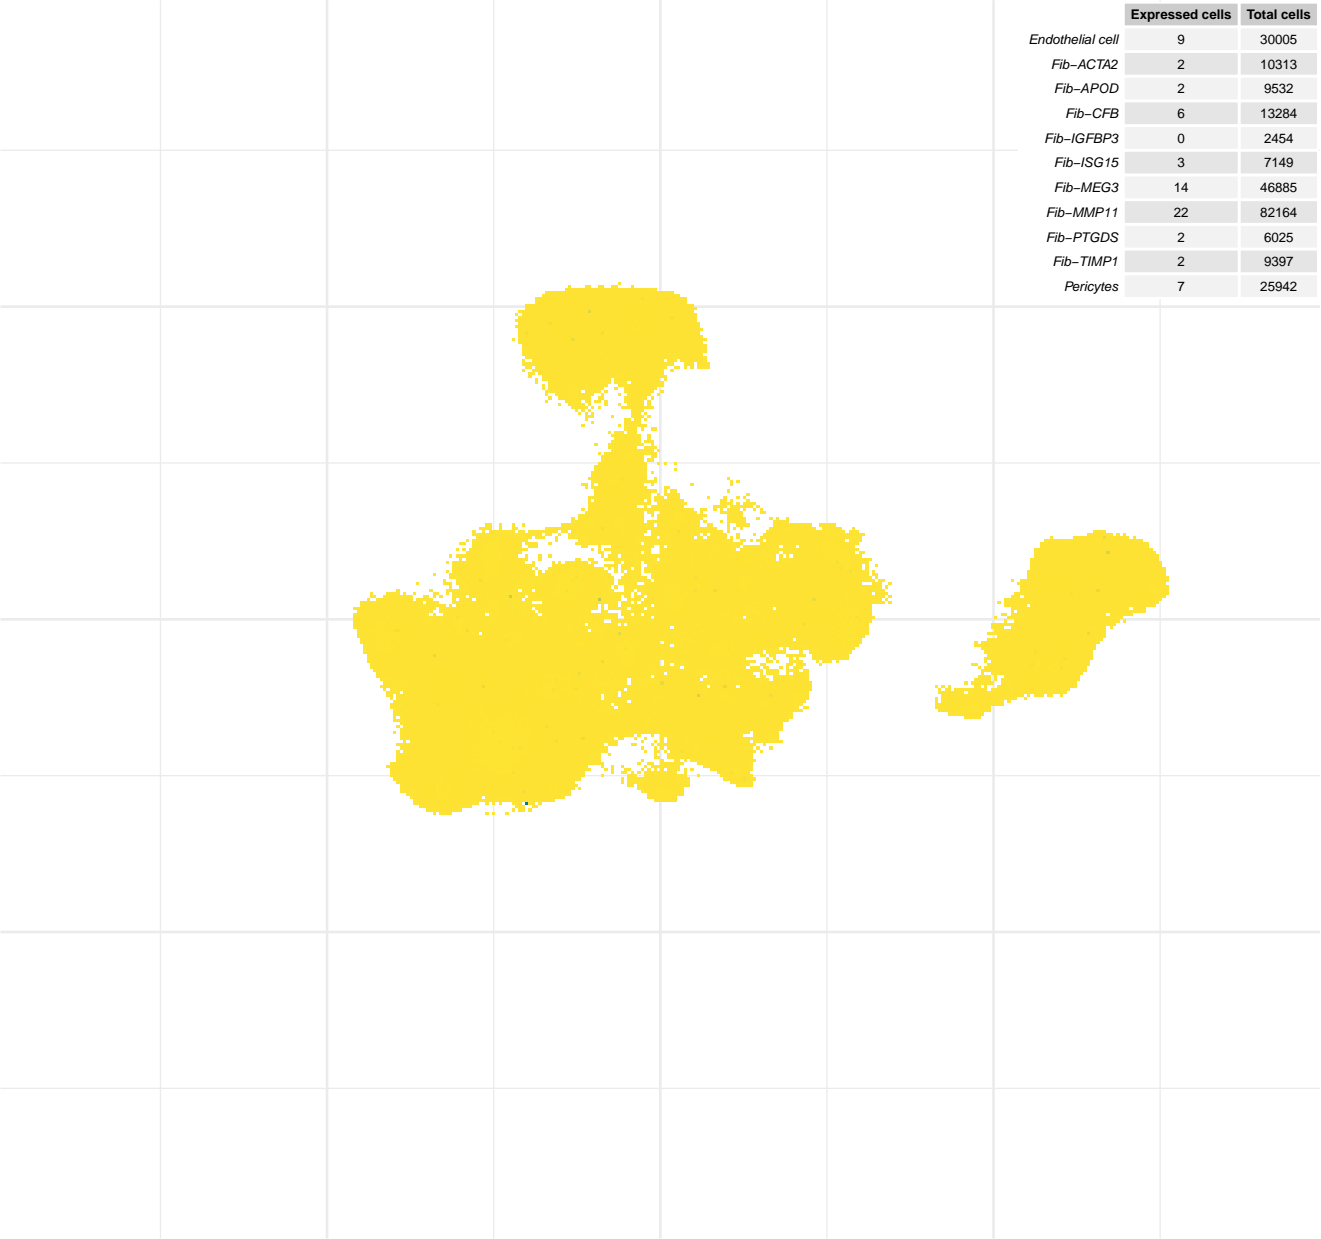 Expressed cells Total cells
Endothelial cell 9 30005
Fib−ACTA2 2 10313
Fib−APOD 2 9532
Fib−CFB 6 13284
Fib−IGFBP3 0 2454
Fib−ISG15 3 7149
Fib−MEG3 14 46885
Fib−MMP11 22 82164
Fib−PTGDS 2 6025
Fib−TIMP1 2 9397
Pericytes 7 25942